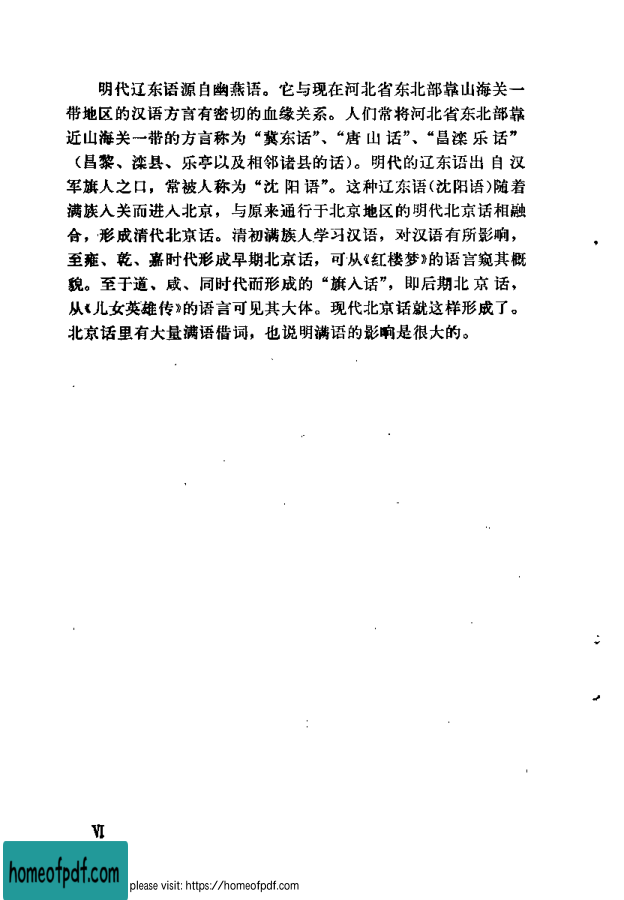 明代辽东语源自幽燕语。它与现在河北省东北部靠山海关一
带地区的汉语方言有密切的血缘关系。人们常将河北省东北部靠
近山海关一带的方言称为“冀东话”、“唐山话”、“昌滦乐话”
（昌黎、滦县、乐亭以及相邻诸县的话）。明代的辽东语出自汉
军旗人之口，常被人称为“沈阳语”。这种辽东语（沈阳语）随着
满族入关而进入北京，与原来通行于北京地区的明代北京话相融
合，形成清代北京话。清初满族人学习汉语，对汉语有所影响，
至雍、乾、嘉时代形成早期北京话，可从《红楼梦》的语言窥其概
貌。至于道、咸、同时代而形成的“旗人话”，即后期北京话，
从《儿女英雄传》的语言可见其大体。现代北京话就这样形成了。
北京话里有大量满语借词，也说明满语的影响是很大的。
Ⅵ
homeofpdf.com
please visit: https://homeofpdf.com